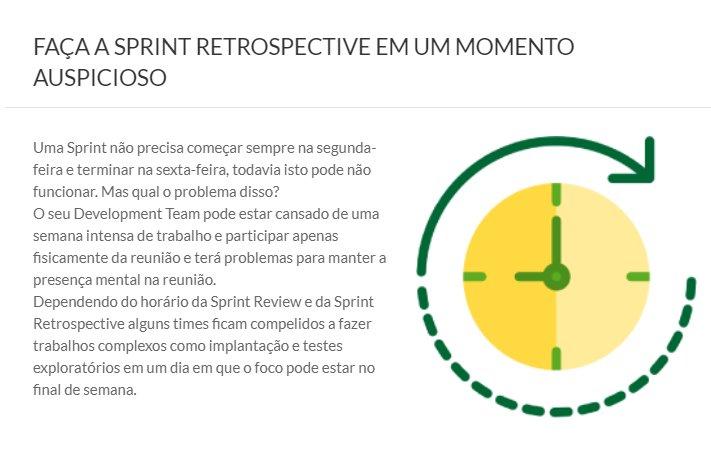 FAÇA A SPRINT RETROSPECTIVE EM UM MOMENTO
AUSPICIOSO
Uma Sprint não precisa começar sempre na segunda-
feira e terminar na sexta-feira, todavia isto pode não
funcionar. Mas qual o problema disso?
O seu Development Team pode estar cansado de uma
semana intensa de trabalho e participar apenas
fisicamente da reunião e terá problemas para manter a
presença mental na reunião.
Dependendo do horário da Sprint Review e da Sprint
Retrospective alguns times ficam compelidos a fazer
trabalhos complexos como implantação e testes
exploratórios em um dia em que o foco pode estar no
final de semana.